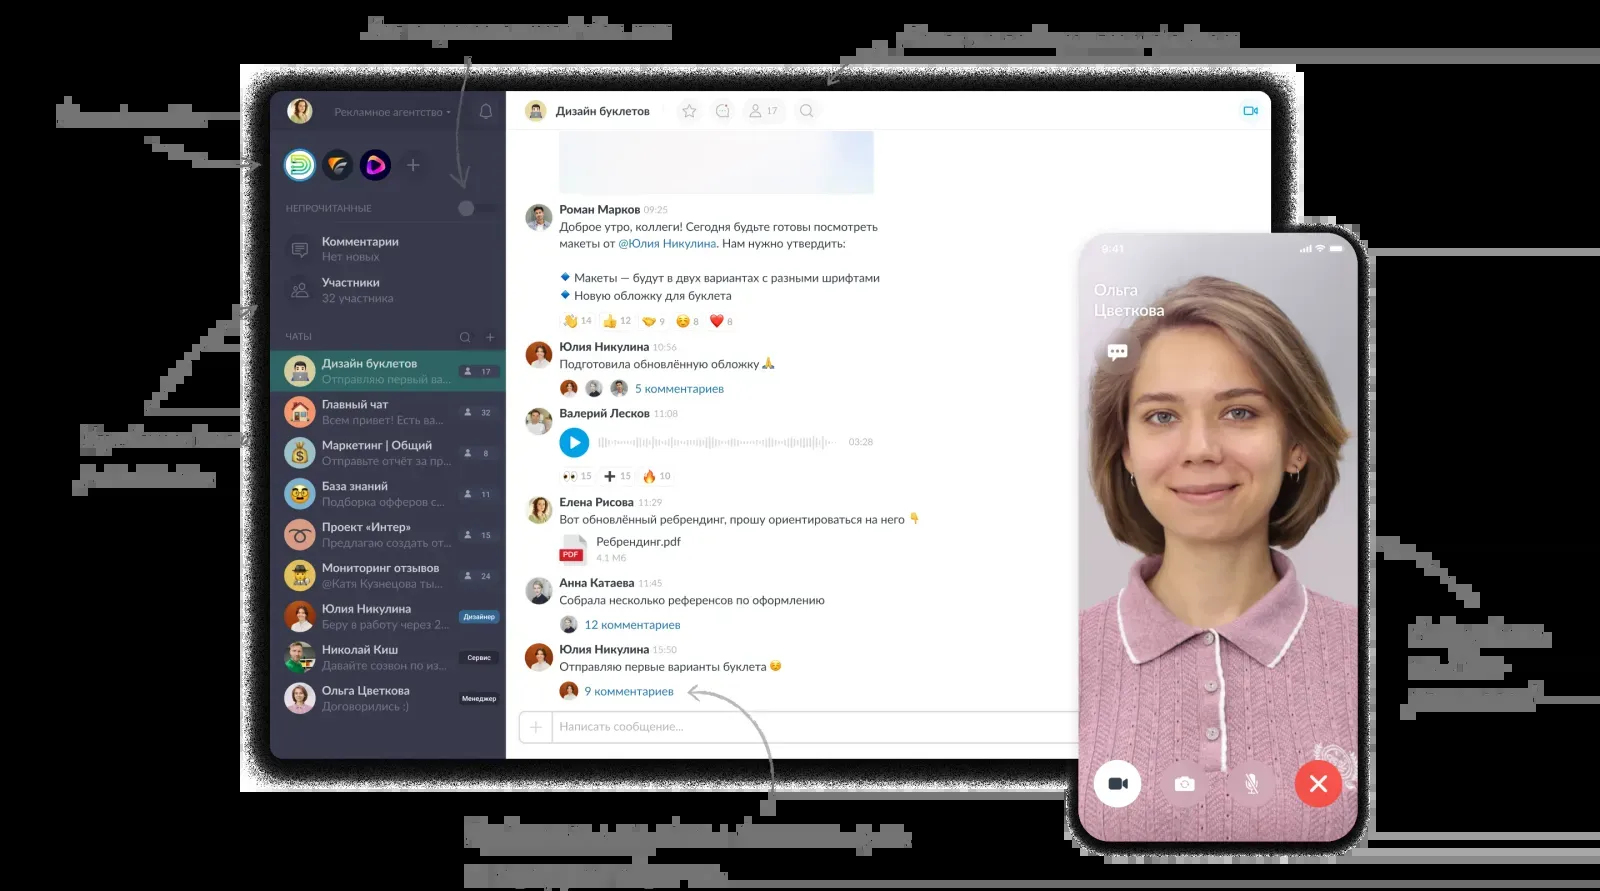 Рекламное агентство
НЕПРОЧИТАННЫЕ
Комментарии
Нет новых
Участники
32 участника
ЧАТЫ
Дизайн буклетов
Отправляю первый ва...
17
Главный чат
Всем привет! Есть ва...
32
Маркетинг | Общий
Отправьте отчёт за пр...
8
База знаний
Подборка офферов с...
11
Проект «Интер»
Предлагаю создать от...
15
Мониторинг отзывов
@Катя Кузнецова ты...
24
Юлия Никулина
Беру в работу через 2...
Дизайнер
Николай Киш
Давайте созвон по из...
Сервис
Ольга Цветкова
Договорились :)
Менеджер
Дизайн буклетов
17
Роман Марков 09:25
Доброе утро, коллеги! Сегодня будьте готовы посмотреть
макеты от @Юлия Никулина. Нам нужно утвердить:
🔹 Макеты — будут в двух вариантах с разными шрифтами
🔹 Новую обложку для буклета
👋 14 👍 12 🤝 9 ☺️ 8 ❤️ 8
Юлия Никулина 10:56
Подготовила обновлённую обложку 🙏
5 комментариев
Валерий Лесков 11:08
03:28
👀 15 ➕ 15 🔥 10
Елена Рисова 11:29
Вот обновлённый ребрендинг, прошу ориентироваться на него 👇
PDF
Ребрендинг.pdf
4.1 Мб
Анна Катаева 11:45
Собрала несколько референсов по оформлению
12 комментариев
Юлия Никулина 15:50
Отправляю первые варианты буклета ☺️
9 комментариев
Написать сообщение...
9:41
Ольга
Цветкова